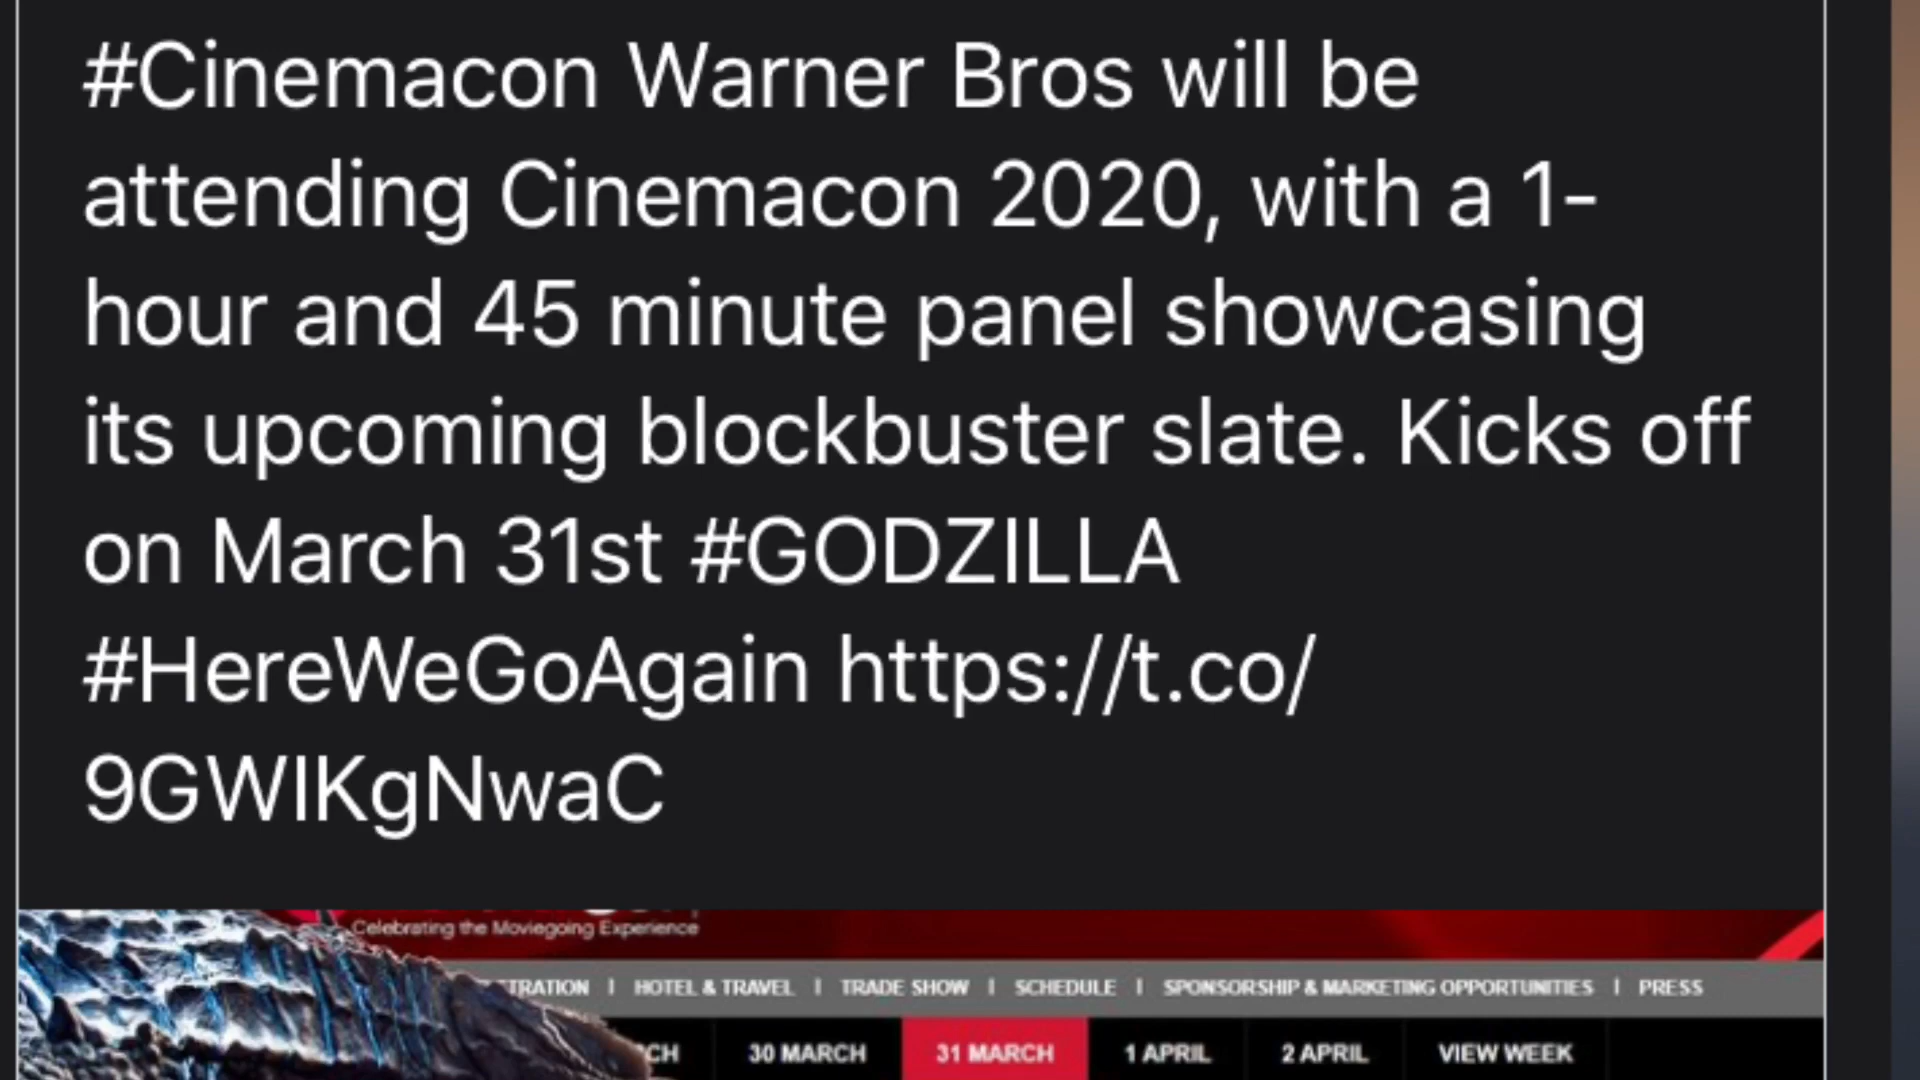 #Cinemacon Warner Bros will be
attending Cinemacon 2020, with a 1-
hour and 45 minute panel showcasing
its upcoming blockbuster slate. Kicks off
on March 31st #GODZILLA
#HereWeGoAgain https://t.co/
9GWIKgNwaC
Celebrating the Moviegoing Experience
TRATION | HOTEL & TRAVEL | TRADE SHOW | SCHEDULE | SPONSORSHIP & MARKETING OPPORTUNITIES | PRESS
CH 30 MARCH 31 MARCH 1 APRIL 2 APRIL VIEW WEEK